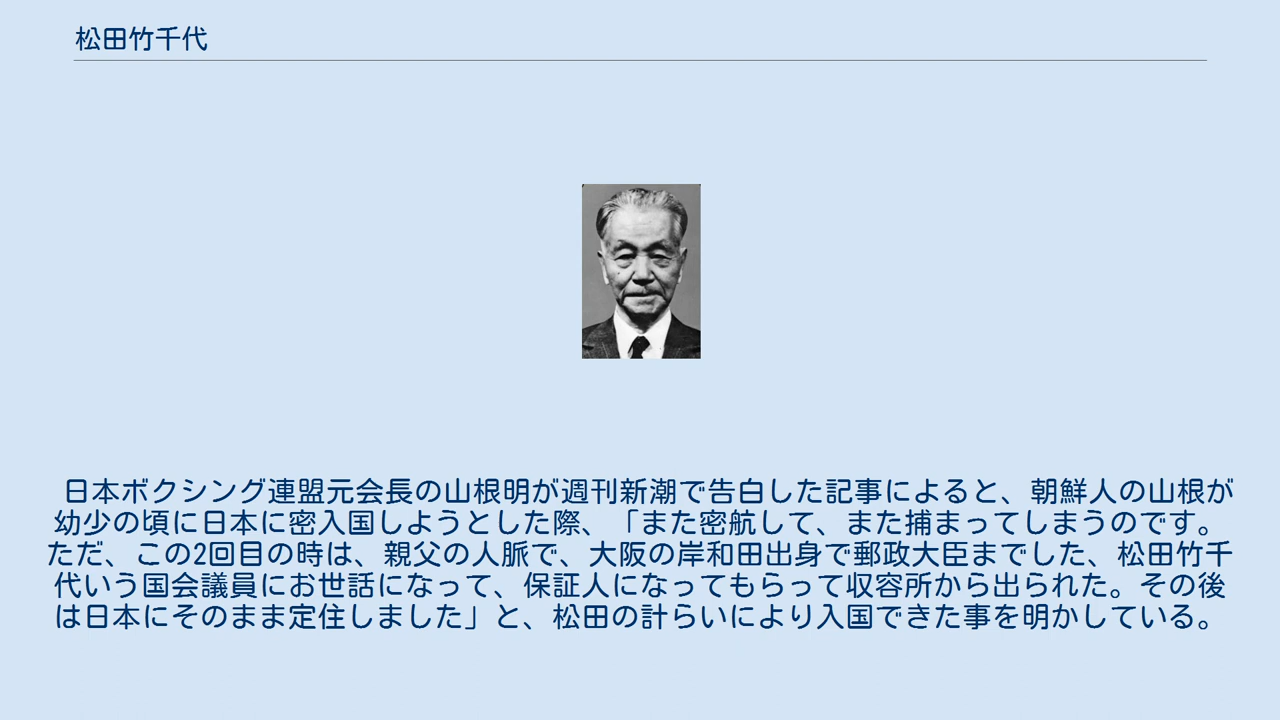 松田竹千代
日本ボクシング連盟元会長の山根明が週刊新潮で告白した記事によると、朝鮮人の山根が
幼少の頃に日本に密入国しようとした際、「また密航して、また捕まってしまうのです。
ただ、この2回目の時は、親父の人脈で、大阪の岸和田出身で郵政大臣までした、松田竹千
代いう国会議員にお世話になって、保証人になってもらって収容所から出られた。その後
は日本にそのまま定住しました」と、松田の計らいにより入国できた事を明かしている。